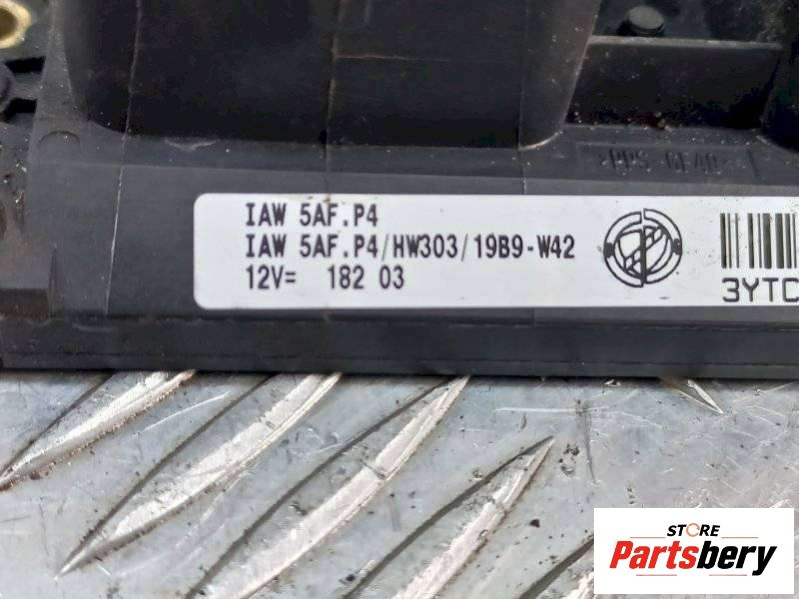 IAW 5AF.P4
IAW 5AF.P4/HW303/19B9-W42
12V= 182 03
3YTC
STORE
Partsbery